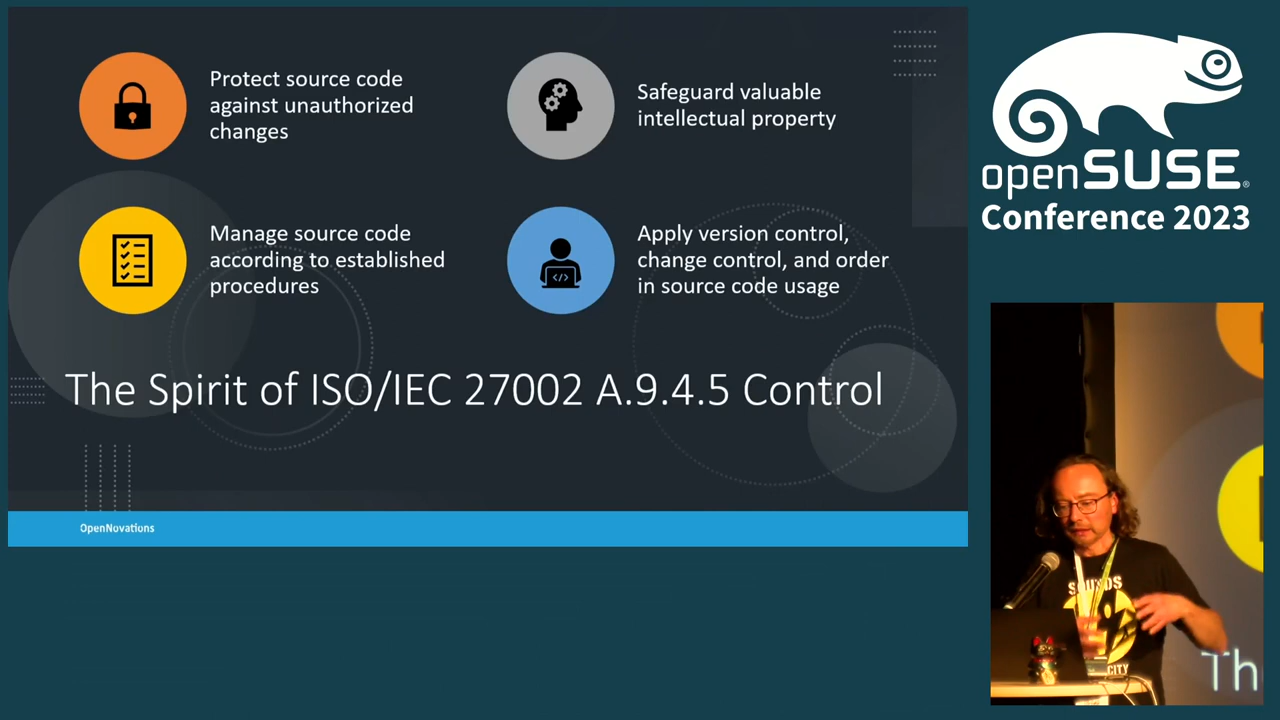 Protect source code
against unauthorized
changes
Safeguard valuable
intellectual property
Manage source code
according to established
procedures
Apply version control,
change control, and order
in source code usage
The Spirit of ISO/IEC 27002 A.9.4.5 Control
OpenNovations
openSUSE®
Conference 2023
SOUNDS
CITY
Th